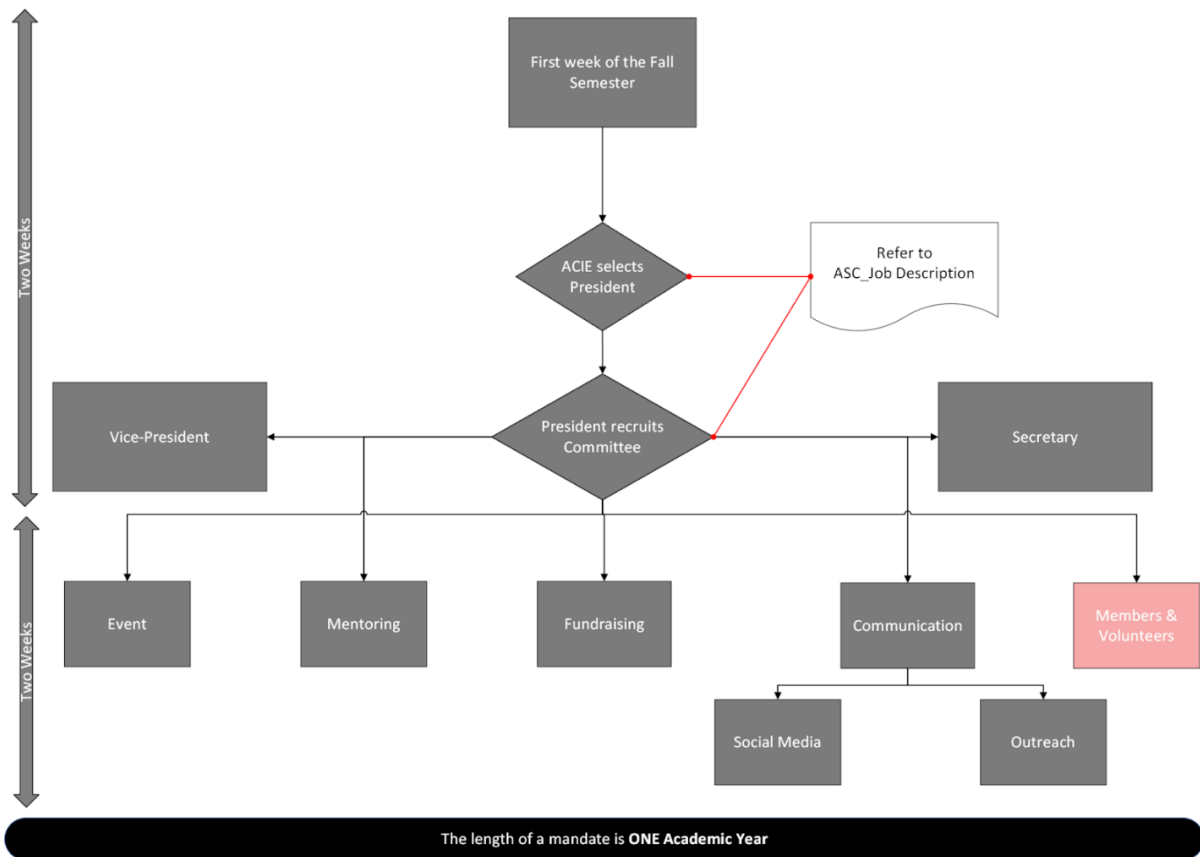 First week of the Fall
Semester
Two Weeks
ACIE selects
President
Refer to
ASC_Job Description
Vice-President
President recruits
Committee
Secretary
Two Weeks
Event
Mentoring
Fundraising
Communication
Members &
Volunteers
Social Media
Outreach
The length of a mandate is ONE Academic Year